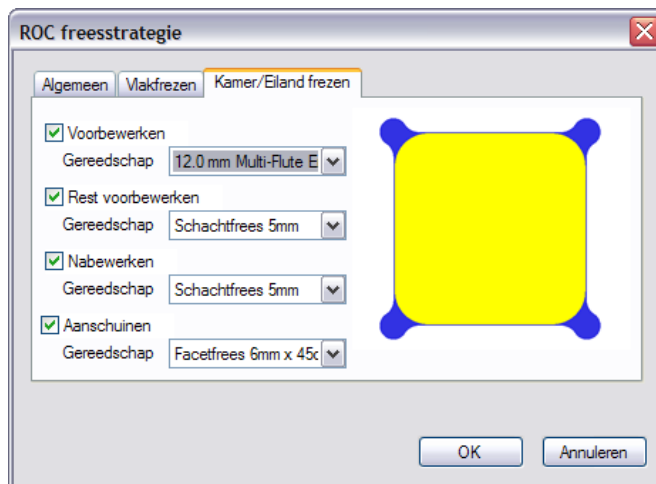 ROC freesstrategie
Algemeen
Vlakfrezen
Kamer/Eiland frezen
Voorbewerken
Gereedschap
12.0 mm Multi-Flute E
Rest voorbewerken
Gereedschap
Schachtfrees 5mm
Nabewerken
Gereedschap
Schachtfrees 5mm
Aanschuinen
Gereedschap
Facetfrees 6mm x 45c
OK
Annuleren